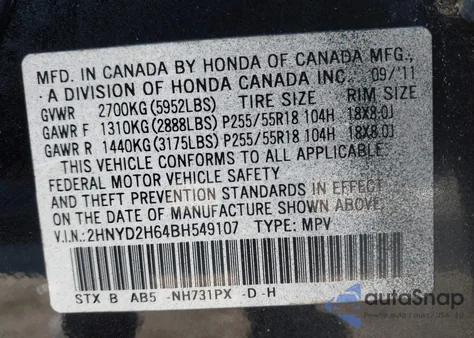 MFD. IN CANADA BY HONDA OF CANADA MFG.,
A DIVISION OF HONDA CANADA INC. 09/'11
GVWR 2700KG(5952LBS) TIRE SIZE RIM SIZE
GAWR F 1310KG(2888LBS) P255/55R18 104H 18X8.0J
GAWR R 1440KG(3175LBS) P255/55R18 104H 18X8.0J
THIS VEHICLE CONFORMS TO ALL APPLICABLE
FEDERAL MOTOR VEHICLE SAFETY
AND THEFT PREVENTION STANDARDS IN EFFECT
ON THE DATE OF MANUFACTURE SHOWN ABOVE.
V.I.N.: 2HNYD2H64BH549107 TYPE: MPV
STX B AB5 -NH731PX -D-H
autoSnap